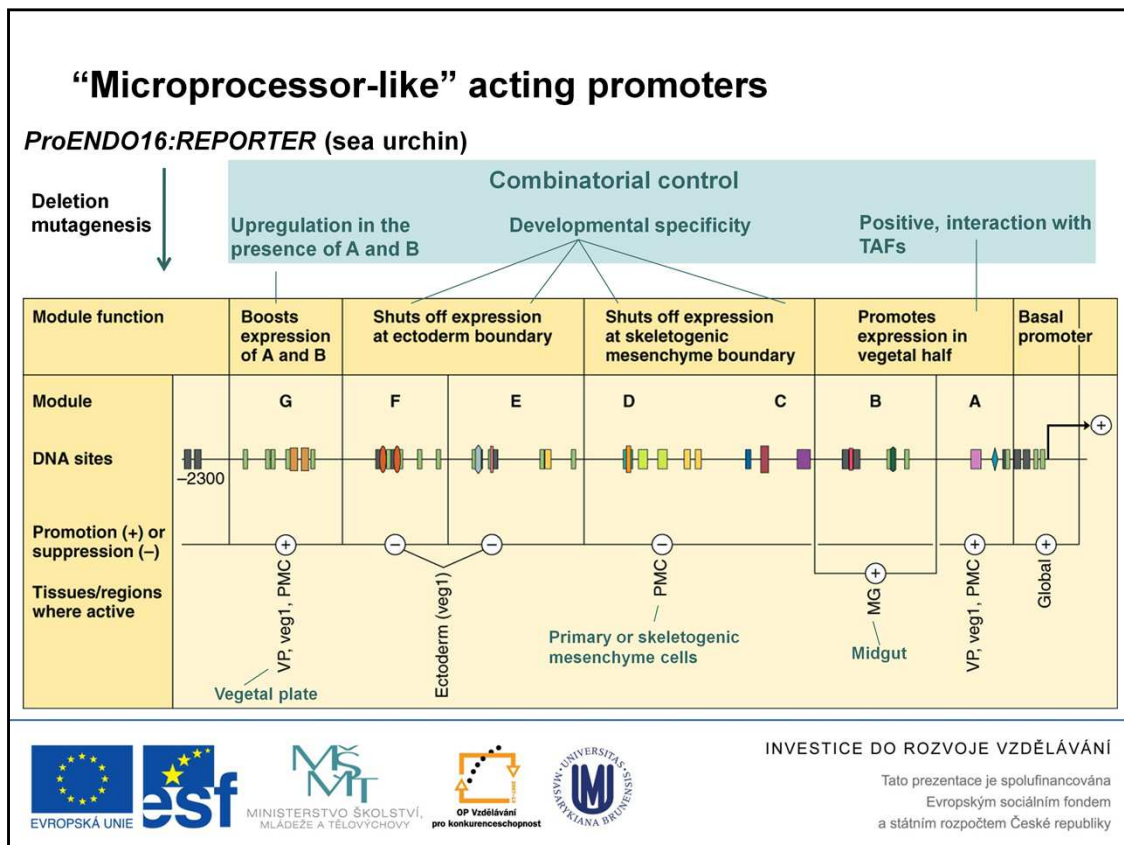 “Microprocessor-like” acting promoters
ProENDO16:REPORTER (sea urchin)
Deletion
mutagenesis
Combinatorial control
Upregulation in the
presence of A and B
Developmental specificity
Positive, interaction with
TAFs
Module function
Boosts
expression
of A and B
Shuts off expression
at ectoderm boundary
Shuts off expression
at skeletogenic
mesenchyme boundary
Promotes
expression in
vegetal half
Basal
promoter
Module
G
F
E
D
C
B
A
DNA sites
–2300
+
Promotion (+) or
suppression (–)
+
–
–
–
+
+
+
Tissues/regions
where active
VP, veg1, PMC
Ectoderm (veg1)
PMC
MG
VP, veg1, PMC
Global
Vegetal plate
Primary or skeletogenic
mesenchyme cells
Midgut
EVROPSKÁ UNIE
esf
MŠMT
MINISTERSTVO ŠKOLSTVÍ,
MLÁDEŽE A TĚLOVÝCHOVY
OP Vzdělávání
pro konkurenceschopnost
UNIVERSITAS
MASARYKIANA BRUNENSIS
INVESTICE DO ROZVOJE VZDĚLÁVÁNÍ
Tato prezentace je spolufinancována
Evropským sociálním fondem
a státním rozpočtem České republiky